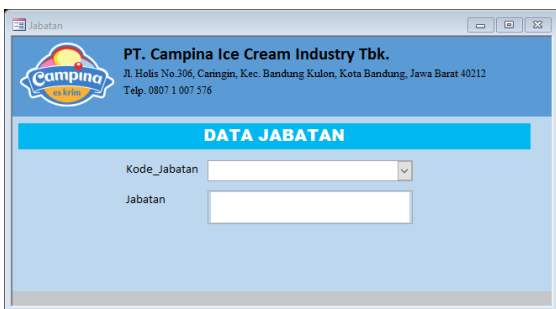 Jabatan
Campina
es krim
PT. Campina Ice Cream Industry Tbk.
Jl. Holis No.306, Caringin, Kec. Bandung Kulon, Kota Bandung, Jawa Barat 40212
Telp. 0807 1 007 576
DATA JABATAN
Kode_Jabatan
Jabatan